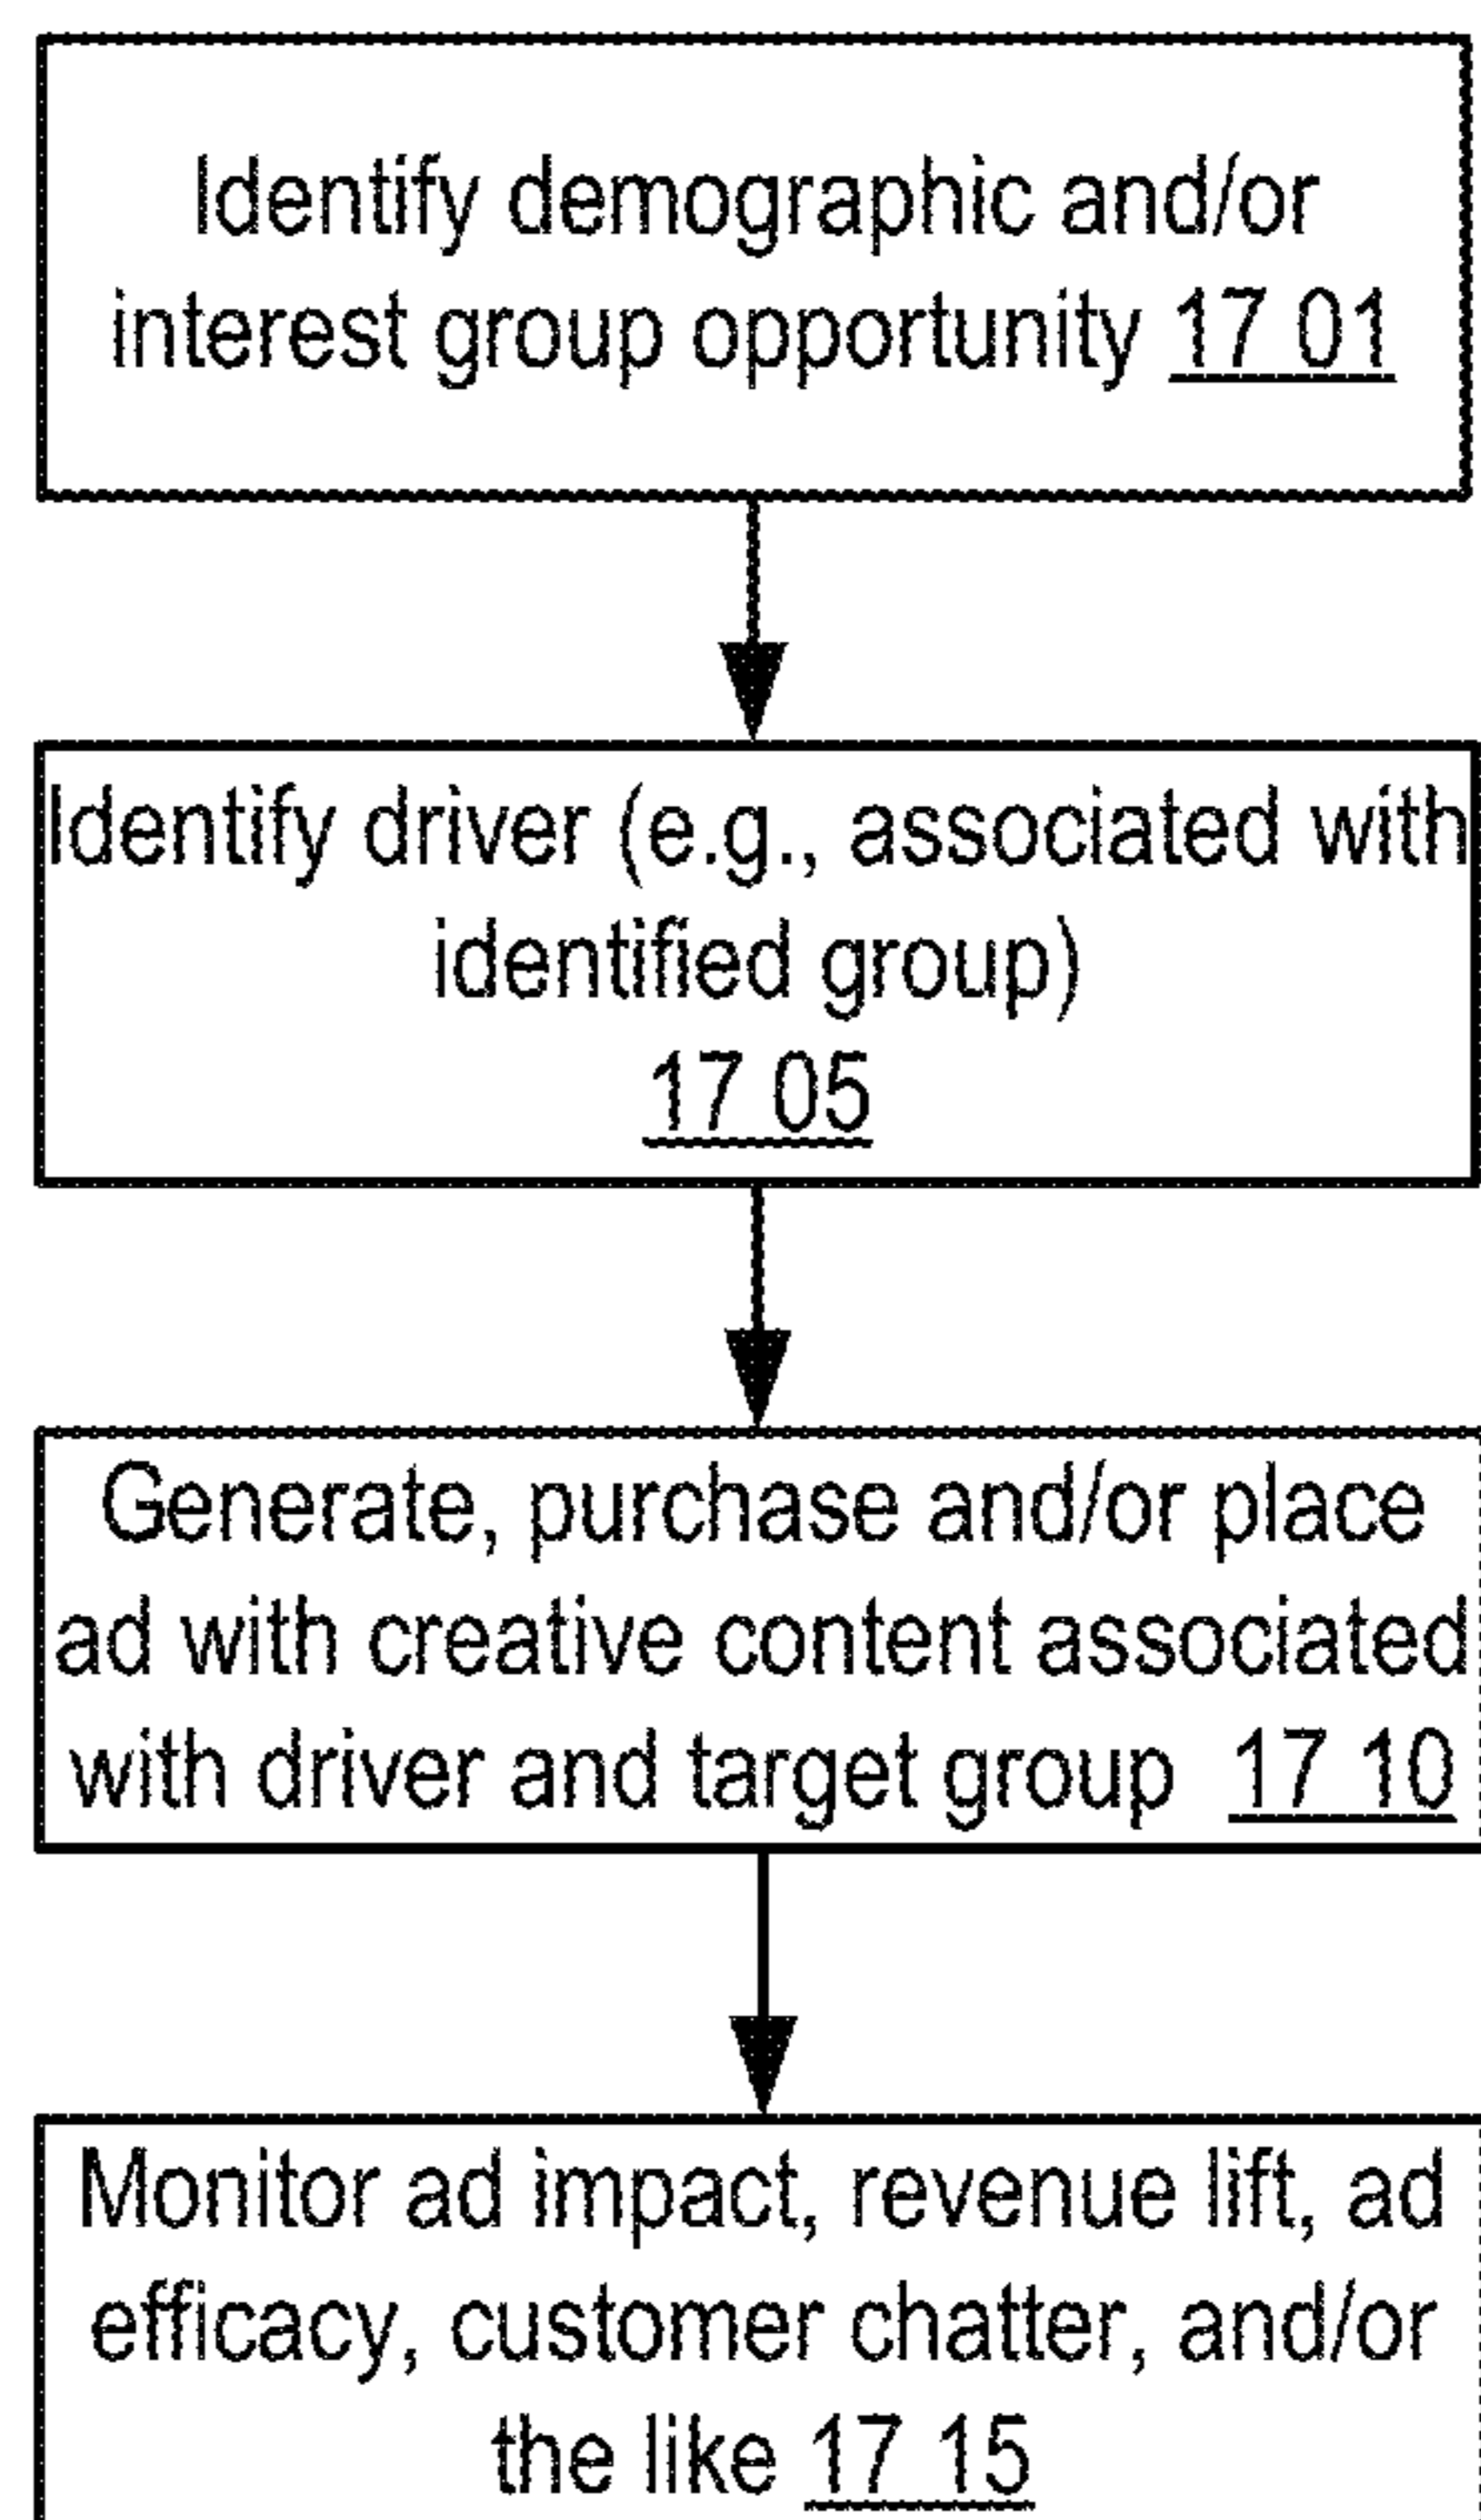 Identify demographic and/or
interest group opportunity 17 01
Identify driver (e.g., associated with
identified group)
17 05
Generate, purchase and/or place
ad with creative content associated
with driver and target group 17 10
Monitor ad impact, revenue lift, ad
efficacy, customer chatter, and/or
the like 17 15